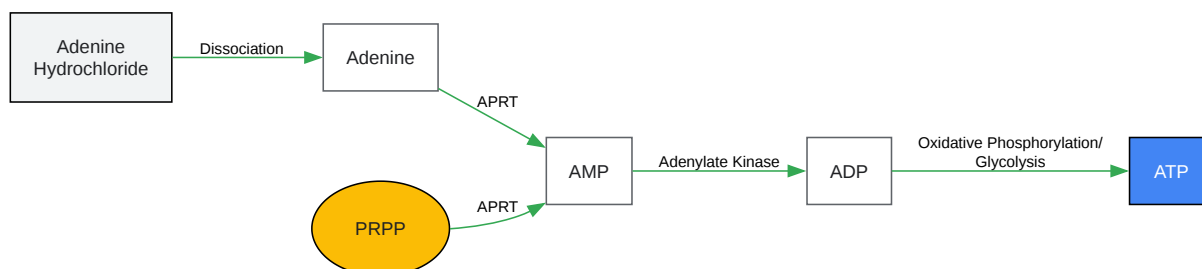 Adenine
Hydrochloride
Dissociation
Adenine
APRT
PRPP
APRT
AMP
Adenylate Kinase
ADP
Oxidative Phosphorylation/
Glycolysis
ATP